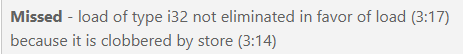 Missed - load of type i32 not eliminated in favor of load (3:17)
because it is clobbered by store (3:14)